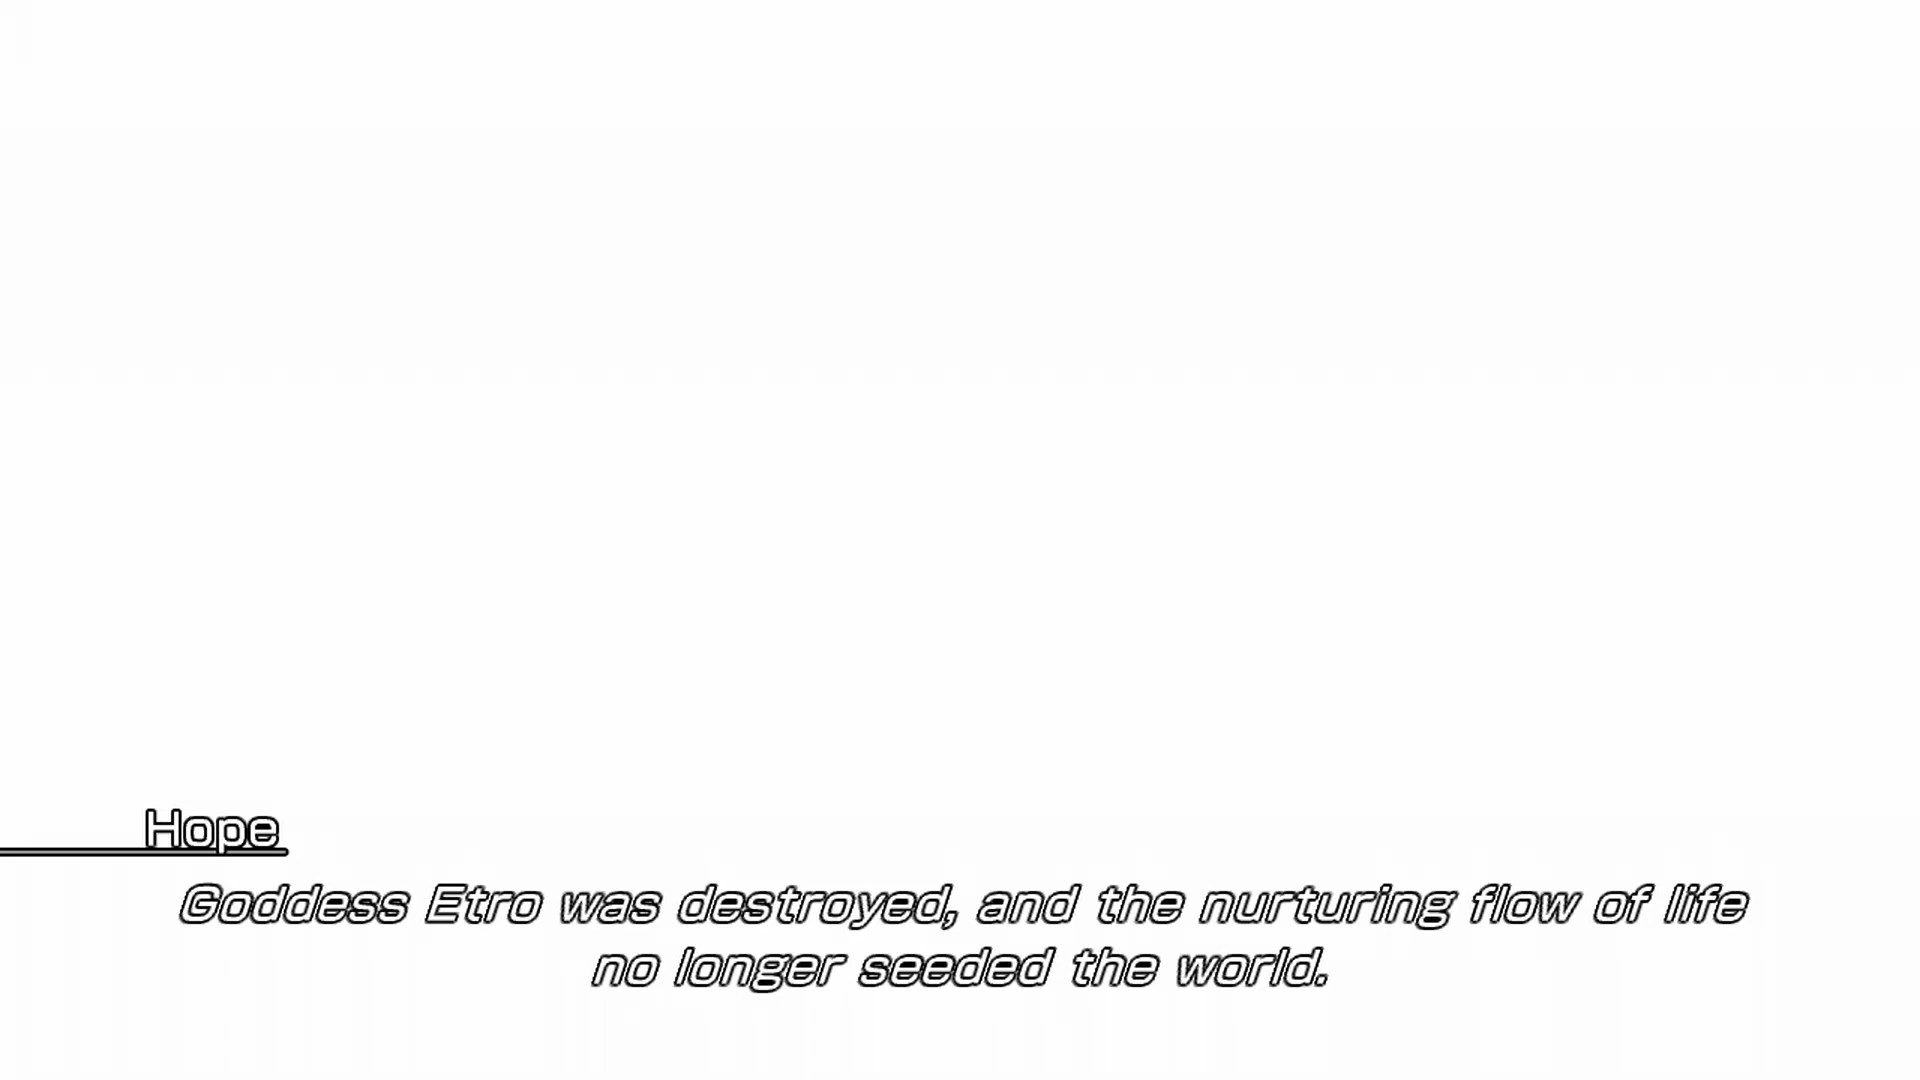 Hope
Goddess Etro was destroyed, and the nurturing flow of life
no longer seeded the world.